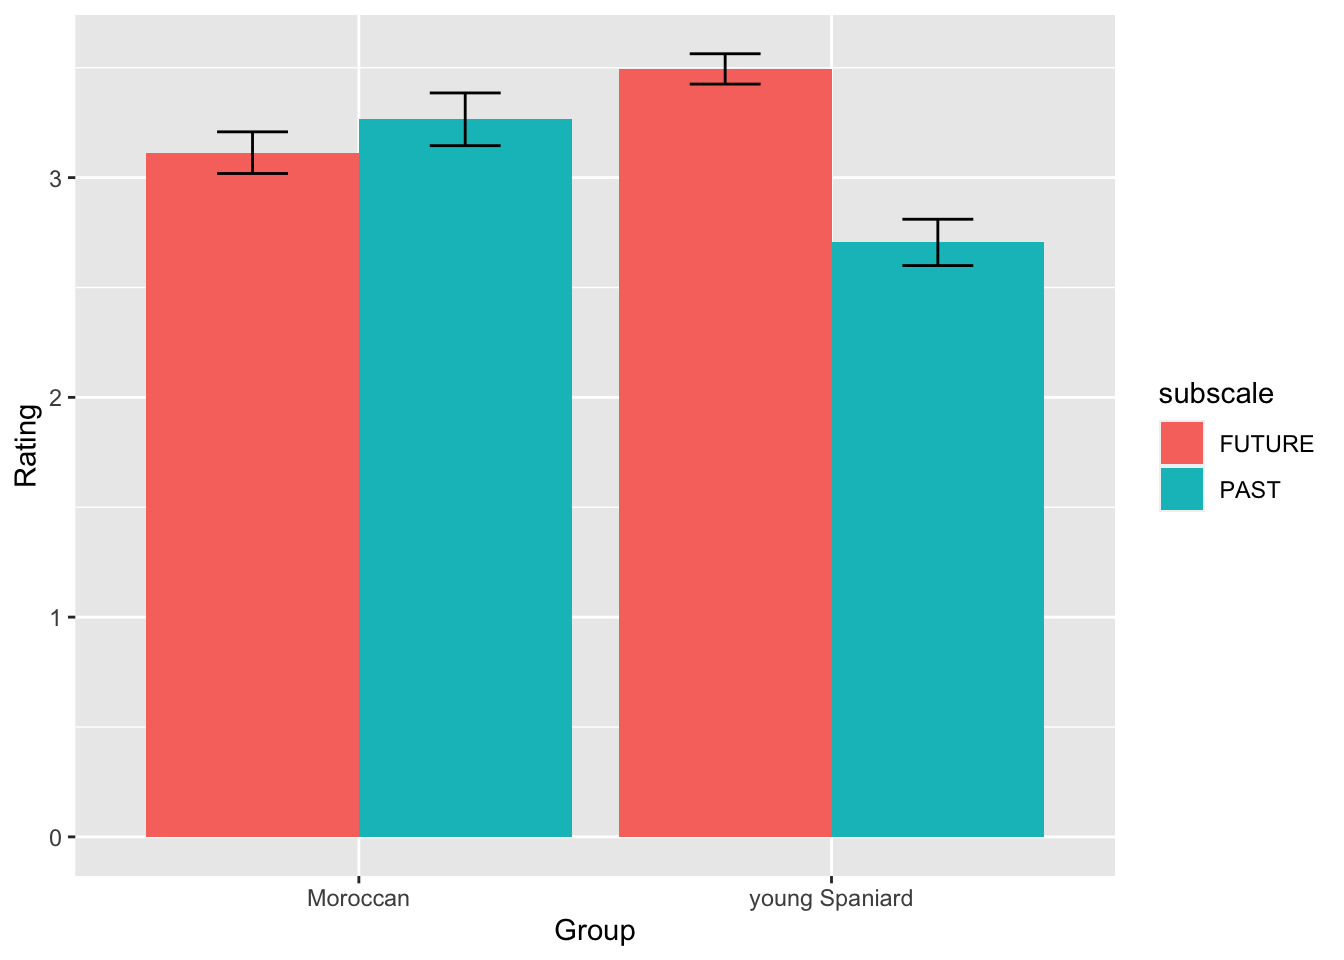 Rating
3
2
1
0
Moroccan
young Spaniard
Group
subscale
FUTURE
PAST